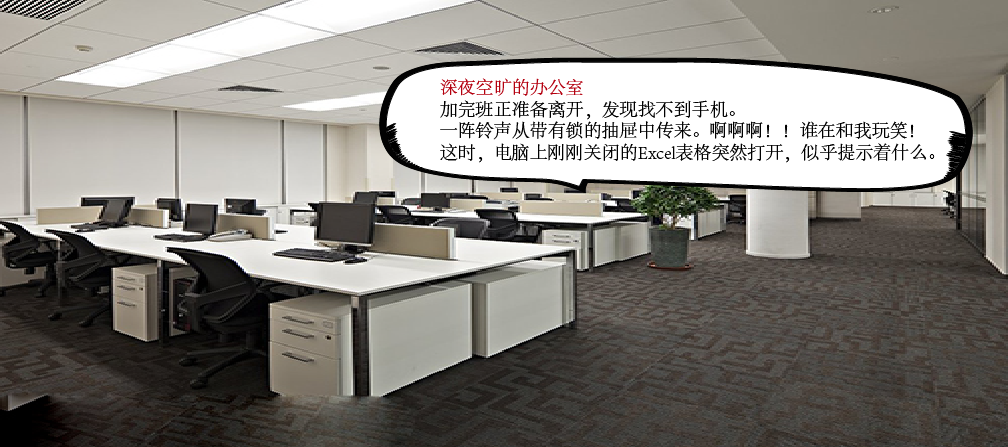 深夜空旷的办公室
加完班正准备离开，发现找不到手机。
一阵铃声从带有锁的抽屉中传来。啊啊啊！！谁在和我玩笑！
这时，电脑上刚刚关闭的Excel表格突然打开，似乎提示着什么。